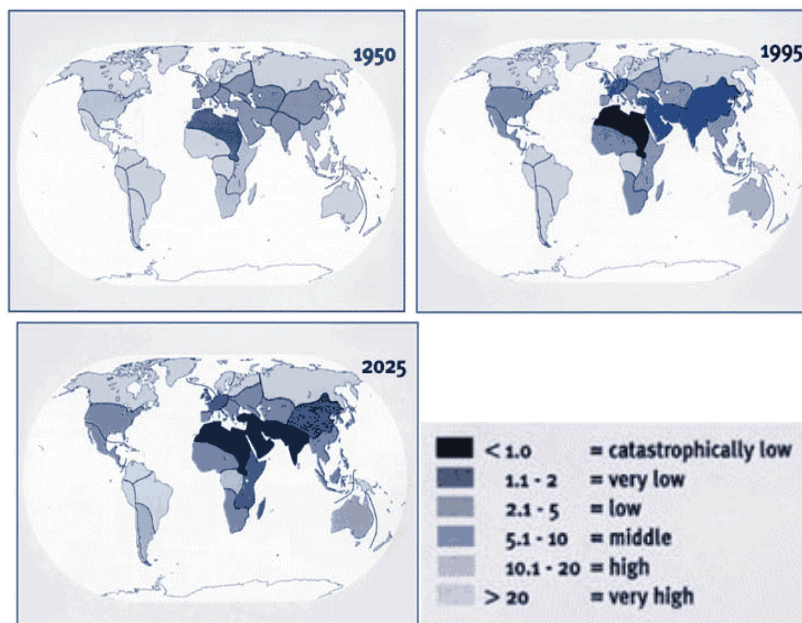 1950
1995
2025
< 1.0 = catastrophically low
1.1 - 2 = very low
2.1 - 5 = low
5.1 - 10 = middle
10.1 - 20 = high
> 20 = very high